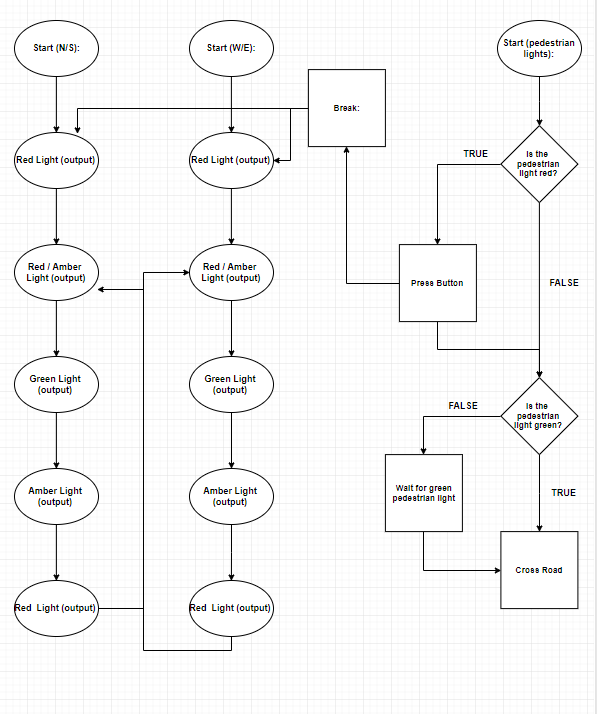 Start (N/S):
Start (W/E):
Start (pedestrian
lights):
Break:
Red Light (output)
Red Light (output)
TRUE
Is the
pedestrian
light red?
Red / Amber
Light (output)
Red / Amber
Light (output)
Press Button
FALSE
Green Light
(output)
Green Light
(output)
FALSE
Is the
pedestrian
light green?
Amber Light
(output)
Amber Light
(output)
Wait for green
pedestrian light
TRUE
Cross Road
Red  Light (output)
Red  Light (output)